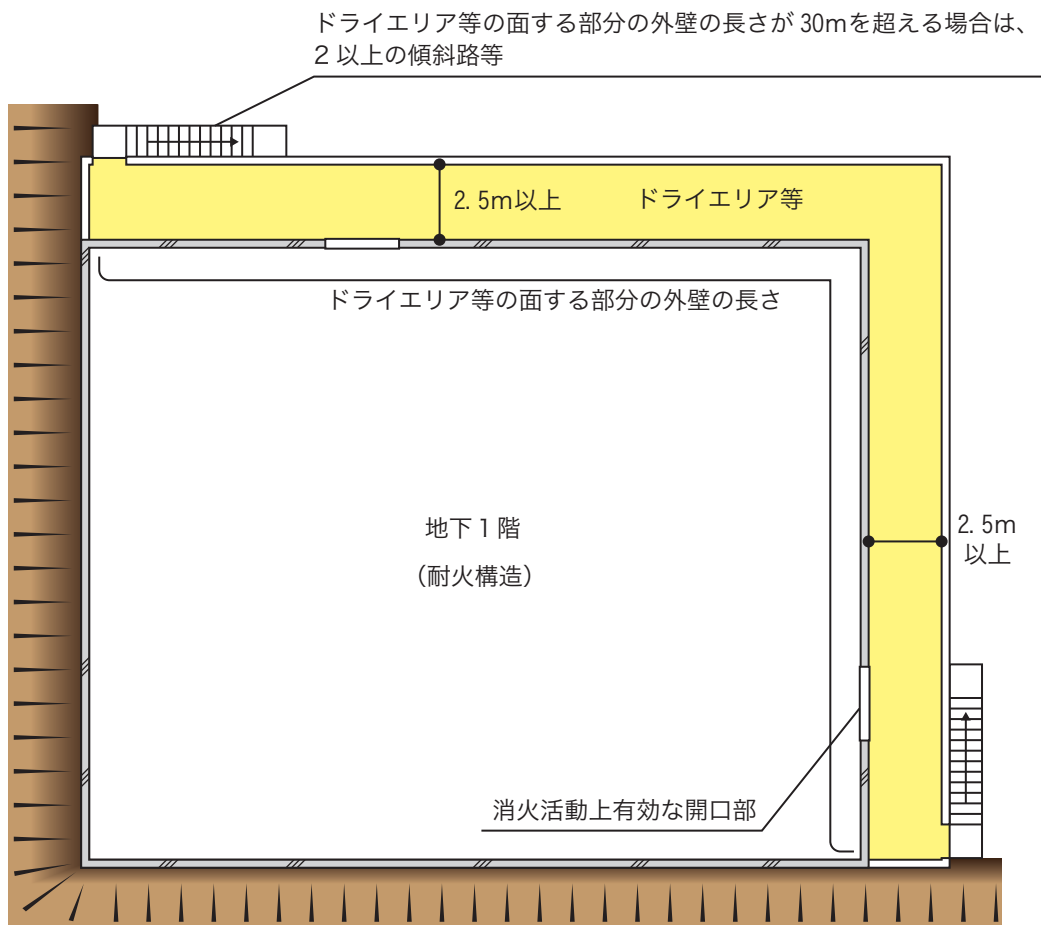 ドライエリア等の面する部分の外壁の長さが 30mを超える場合は、
2 以上の傾斜路等
2.5m以上
ドライエリア等
ドライエリア等の面する部分の外壁の長さ
地下1階
（耐火構造）
2.5m
以上
消火活動上有効な開口部